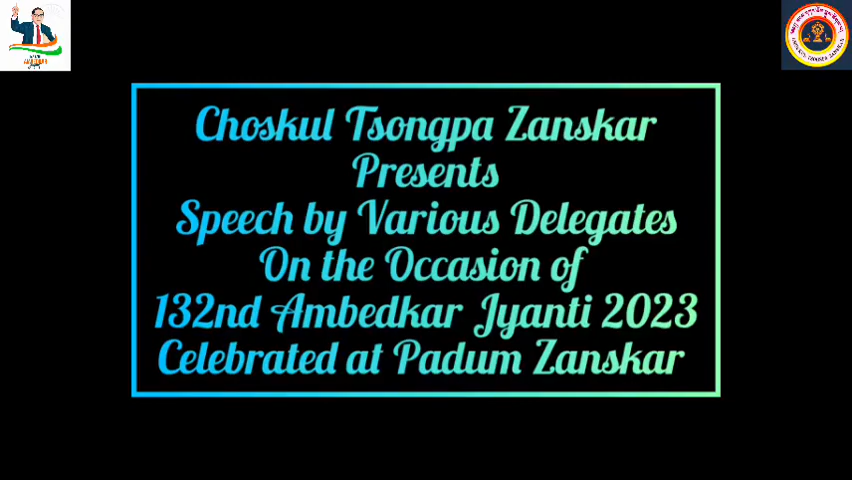 Choskul Tsongpa Zanskar
Presents
Speech by Various Delegates
On the Occasion of
132nd Ambedkar Jyanti 2023
Celebrated at Padum Zanskar